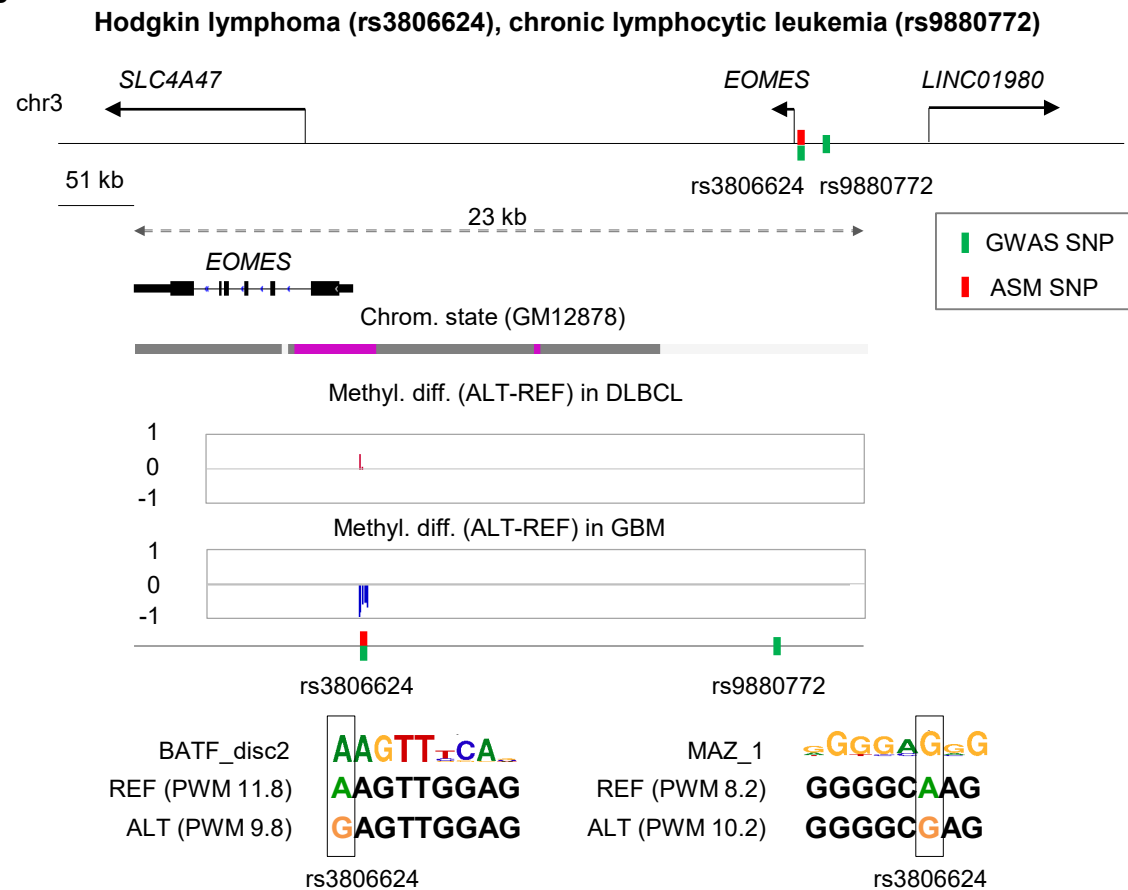 Hodgkin lymphoma (rs3806624), chronic lymphocytic leukemia (rs9880772)
SLC4A47 EOMES LINC01980
chr3
51 kb
rs3806624 rs9880772
23 kb
GWAS SNP
ASM SNP
EOMES
Chrom. state (GM12878)
Methyl. diff. (ALT-REF) in DLBCL
1
0
-1
Methyl. diff. (ALT-REF) in GBM
1
0
-1
rs3806624 rs9880772
BATF_disc2 AAGTTTCA
REF (PWM 11.8) AAGTTGGAG
ALT (PWM 9.8) GAGTTGGAG
rs3806624
MAZ_1 GGGGAGGG
REF (PWM 8.2) GGGGCAAG
ALT (PWM 10.2) GGGGCGAG
rs3806624